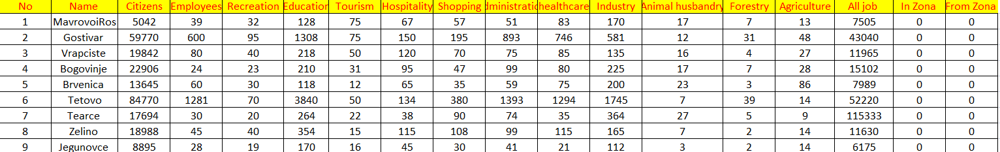 No Name Citizens Employees Recreation Education Tourism Hospitality Shopping dministratio healthcare Industry Animal husbandry Forestry Agriculture All job In Zona From Zona
1 MavrovoiRos 5042 39 32 128 75 67 57 51 83 170 17 7 13 7505 0 0
2 Gostivar 59770 600 95 1308 75 150 195 893 746 581 12 31 48 43040 0 0
3 Vrapciste 19842 80 40 218 50 120 70 75 85 135 16 4 27 11965 0 0
4 Bogovinje 22906 24 23 210 31 95 47 99 80 225 17 7 28 15102 0 0
5 Brvenica 13645 60 30 118 12 65 35 59 75 200 23 3 86 7989 0 0
6 Tetovo 84770 1281 70 3840 50 134 380 1393 1294 1745 7 39 14 52220 0 0
7 Tearce 17694 30 20 264 22 38 90 74 35 364 27 5 9 115333 0 0
8 Zelino 18988 45 40 354 15 115 108 99 115 165 7 2 14 11630 0 0
9 Jegunovce 8895 28 19 170 16 45 30 41 21 112 3 2 14 6175 0 0